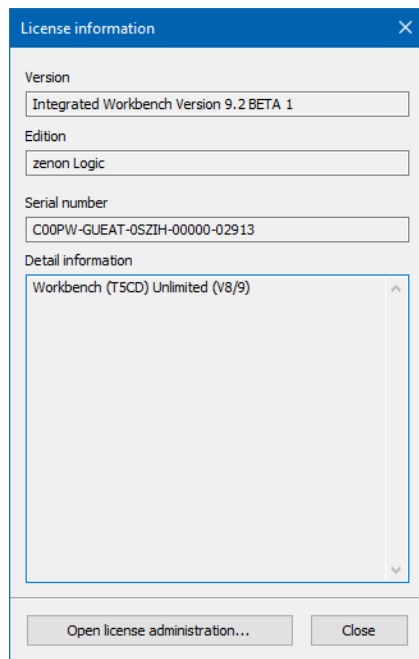 License information
Version
Integrated Workbench Version 9.2 BETA 1
Edition
zenon Logic
Serial number
C00PW-GUEAT-0SZIH-00000-02913
Detail information
Workbench (T5CD) Unlimited (V8/9)
Open license administration... Close